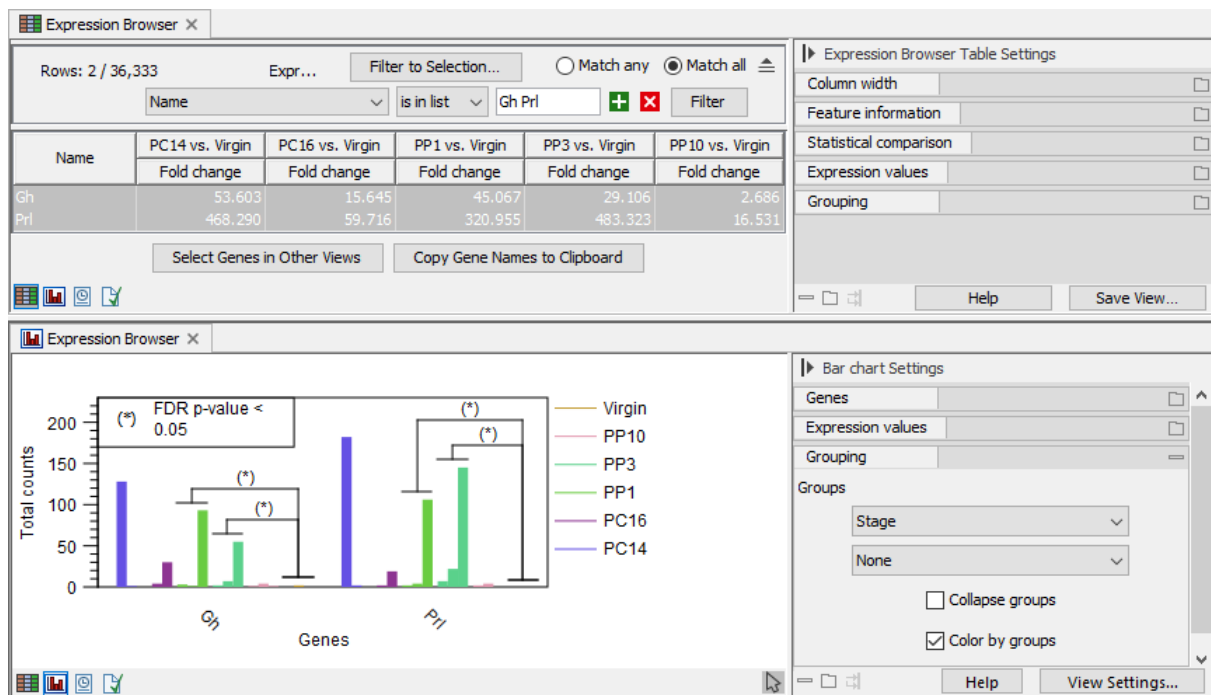 Expression Browser
Rows: 2 / 36,333 Expr... Filter to Selection... Match any Match all
Name is in list Gh Prl Filter
Name PC14 vs. Virgin PC16 vs. Virgin PP1 vs. Virgin PP3 vs. Virgin PP10 vs. Virgin
Fold change Fold change Fold change Fold change Fold change
Gh 53.603 15.645 45.067 29.106 2.686
Prl 468.290 59.716 320.955 483.323 16.531
Select Genes in Other Views Copy Gene Names to Clipboard
Expression Browser Table Settings
Column width
Feature information
Statistical comparison
Expression values
Grouping
Help Save View...
Expression Browser
(*) FDR p-value <
0.05
Total counts
200
150
100
50
0
(*)
(*)
(*)
(*)
Gh
Prl
Genes
Virgin
PP10
PP3
PP1
PC16
PC14
Bar chart Settings
Genes
Expression values
Grouping
Groups
Stage
None
Collapse groups
Color by groups
Help View Settings...